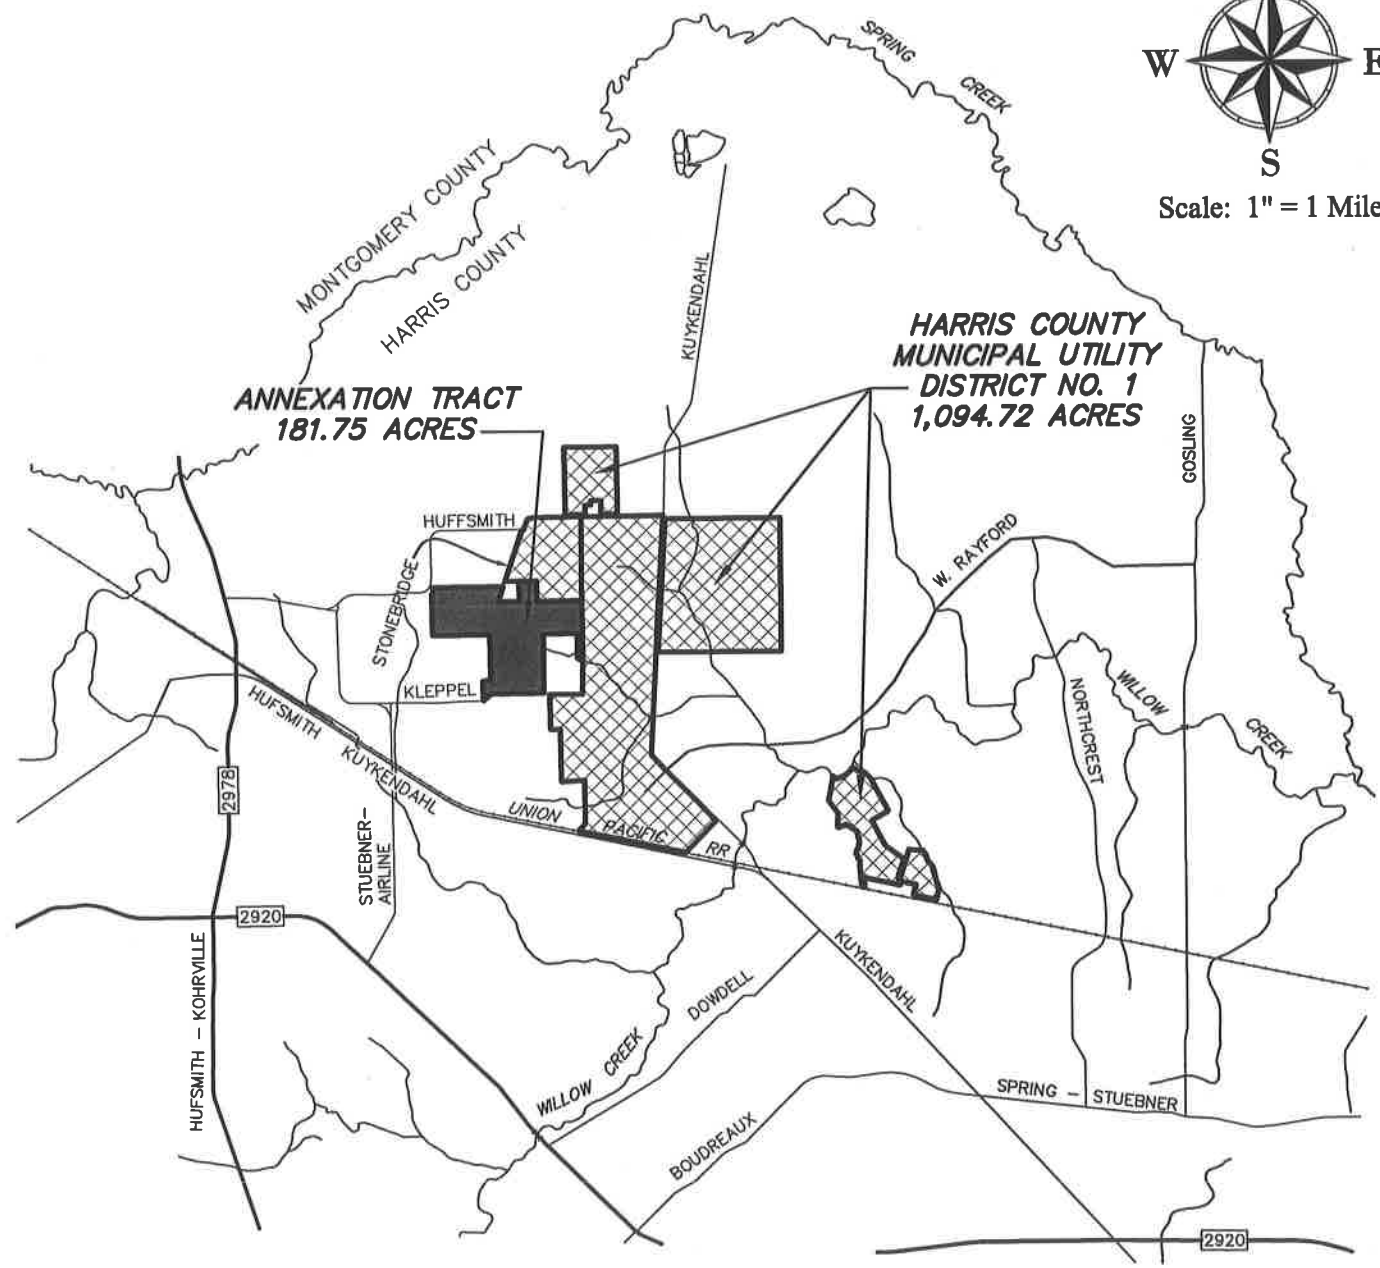 SPRING
CREEK
W
E
S
Scale: 1" = 1 Mile
MONTGOMERY COUNTY
HARRIS COUNTY
KUYKENDAHL
HARRIS COUNTY
MUNICIPAL UTILITY
DISTRICT NO. 1
1,094.72 ACRES
ANNEXATION TRACT
181.75 ACRES
GOSLING
HUFFSMITH
W. RAYFORD
STONEBRIDGE
KLEPPEL
HUFSMITH
KUYKENDAHL
NORTHCREST
WILLOW
CREEK
2978
UNION
PACIFIC
RR
STUEBNER-
AIRLINE
2920
HUFSMITH - KOHRVILLE
KUYKENDAHL
DOWDELL
WILLOW CREEK
SPRING - STUEBNER
BOUDREAUX
2920